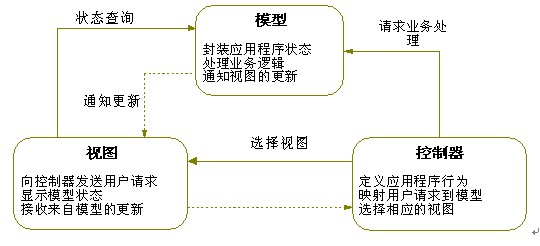 状态查询
模型
请求业务处
理
封装应用程序状态
处理业务逻辑
通知视图的更新
通知更新
视图
选择视图
控制器
向控制器发送用户请求
显示模型状态
接收来自模型的更新
定义应用程序行为
映射用户请求到模型
选择相应的视图